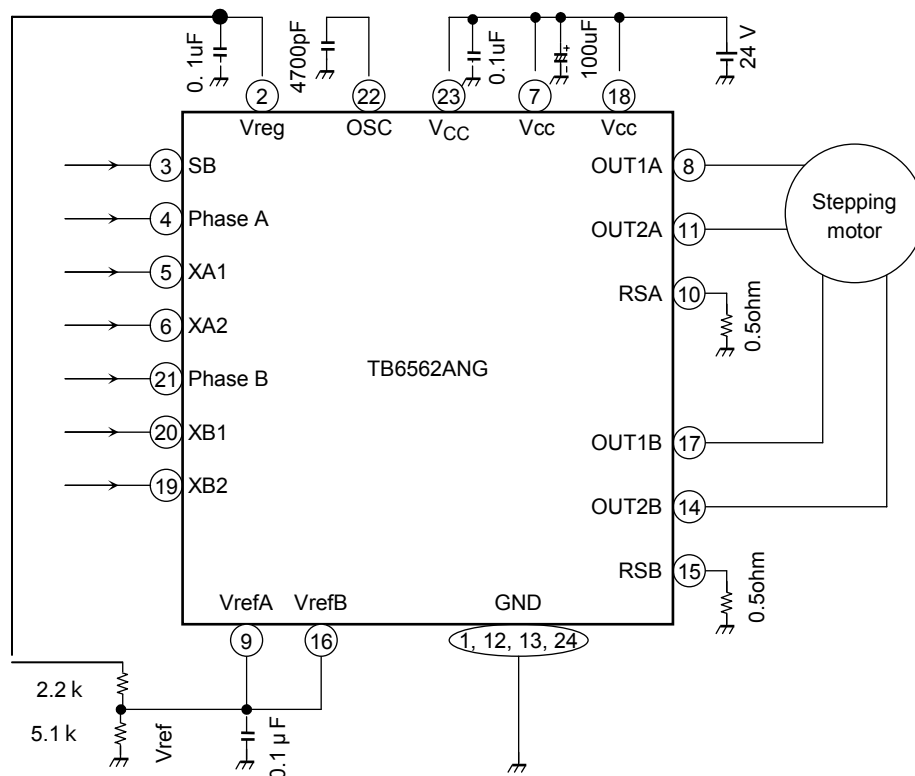 0. 1uF
4700pF
0.1uF
100uF
+
24 V
2
22
23
7
18
Vreg
OSC
VCC
Vcc
Vcc
3 SB
OUT1A 8
4 Phase A
OUT2A 11
5 XA1
RSA 10
6 XA2
0.5ohm
Stepping
motor
TB6562ANG
21 Phase B
20 XB1
OUT1B 17
19 XB2
OUT2B 14
RSB 15
0.5ohm
VrefA
VrefB
GND
9
16
1, 12, 13, 24
2.2 k
5.1 k
Vref
0.1 μF